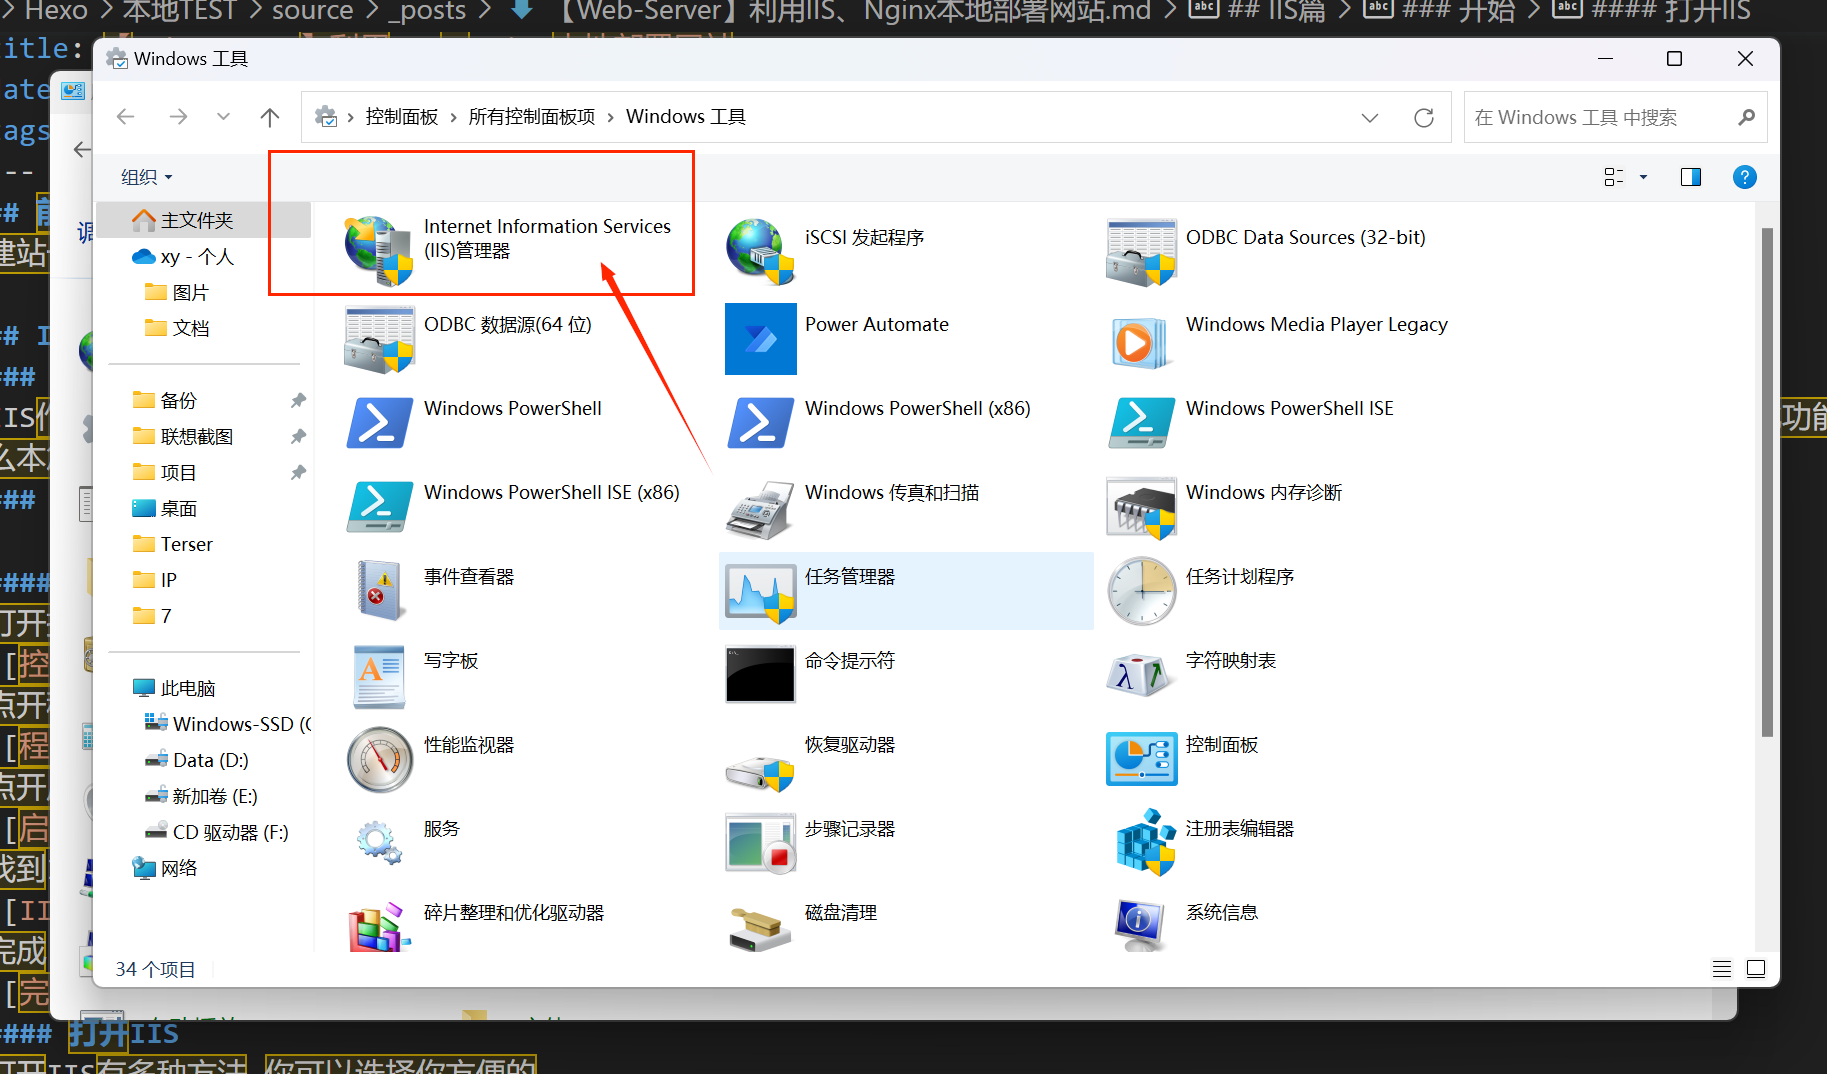 Hexo > 本地TEST > source > _posts > 【Web-Server】利用IIS、Nginx本地部署网站.md > ## IIS篇 > ### 开始 > #### 打开IIS
Windows 工具
控制面板 > 所有控制面板项 > Windows 工具
在 Windows 工具 中搜索
组织
主文件夹
xy - 个人
图片
文档
备份
联想截图
项目
桌面
Terser
IP
7
此电脑
Windows-SSD (
Data (D:)
新加卷 (E:)
CD 驱动器 (F:)
网络
Internet Information Services
(IIS)管理器
iSCSI 发起程序
ODBC Data Sources (32-bit)
ODBC 数据源(64 位)
Power Automate
Windows Media Player Legacy
Windows PowerShell
Windows PowerShell (x86)
Windows PowerShell ISE
Windows PowerShell ISE (x86)
Windows 传真和扫描
Windows 内存诊断
事件查看器
任务管理器
任务计划程序
写字板
命令提示符
字符映射表
性能监视器
恢复驱动器
控制面板
服务
步骤记录器
注册表编辑器
碎片整理和优化驱动器
磁盘清理
系统信息
34 个项目
#### 打开IIS
打开IIS有多种方法 你可以选择你方便的